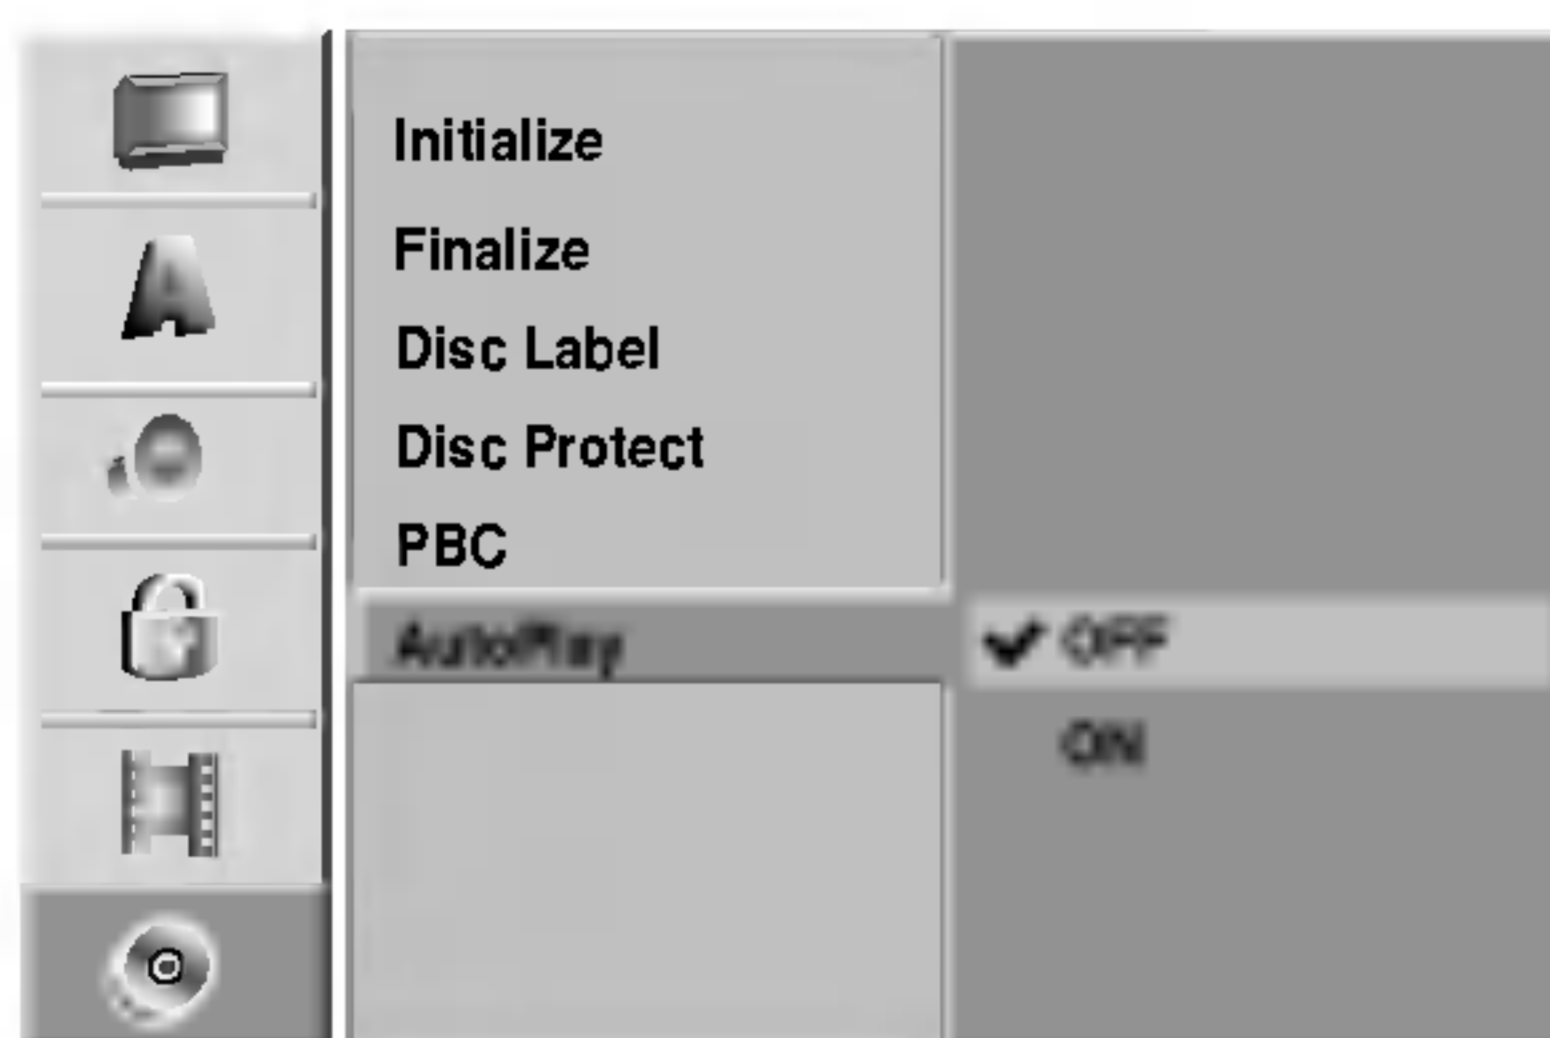 Initialize
Finalize
Disc Label
Disc Protect
PBC
AutoPlay
OFF
ON